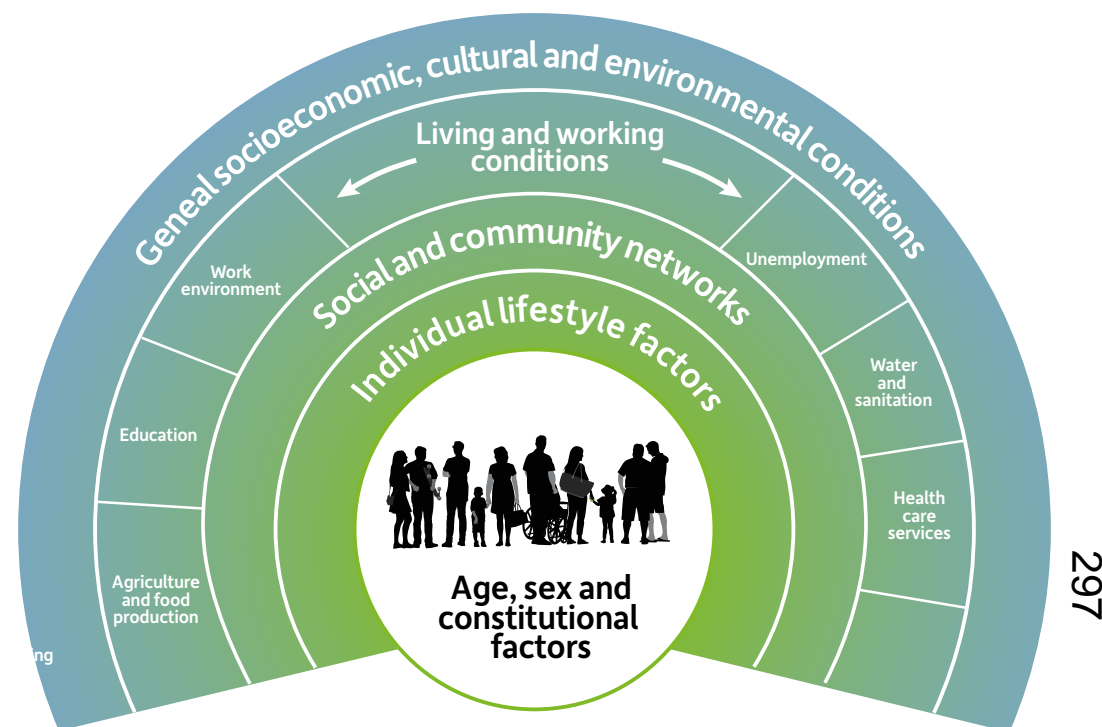 Geneal socioeconomic, cultural and environmental conditions
Living and working
conditions
Social and community networks
Individual lifestyle factors
Work
environment
Unemployment
Education
Water
and
sanitation
Agriculture
and food
production
Health
care
services
Age, sex and
constitutional
factors
ing
297